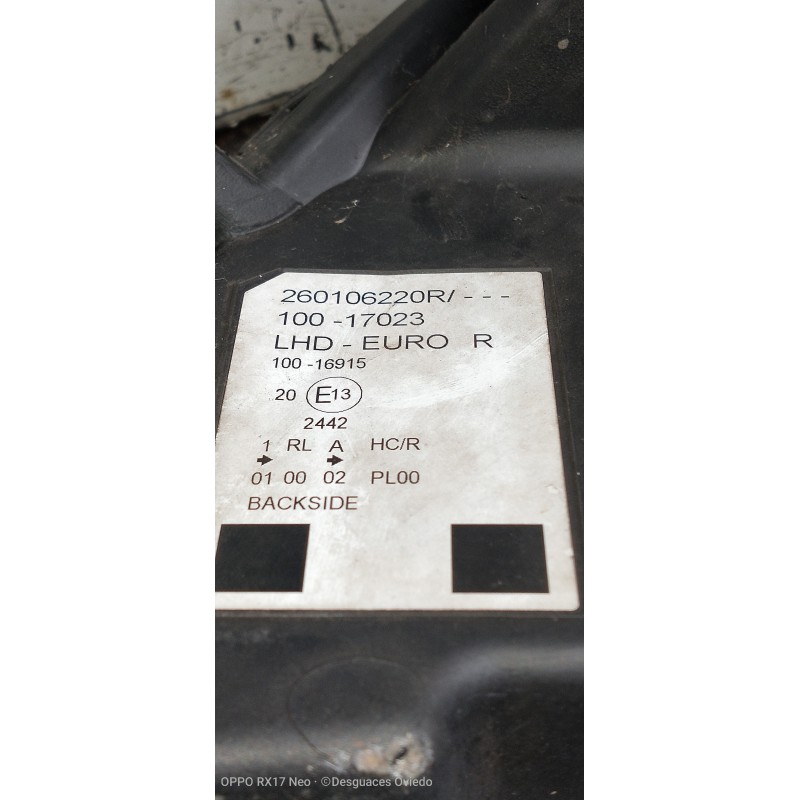 260106220R/ - - -
100 -17023
LHD - EURO R
100 -16915
20 E13
2442
1 RL A HC/R
01 00 02 PL00
BACKSIDE
OPPO RX17 Neo · ©Desguaces Oviedo